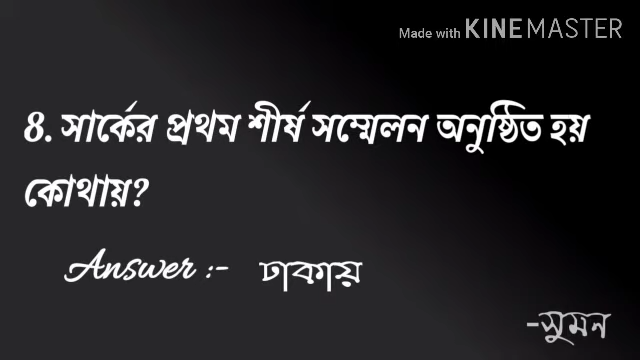 Made with KINEMASTER
8. সার্কের প্রথম শীর্ষ সম্মেলন অনুষ্ঠিত হয়
কোথায়?
Answer :- ঢাকায়
-সুমন